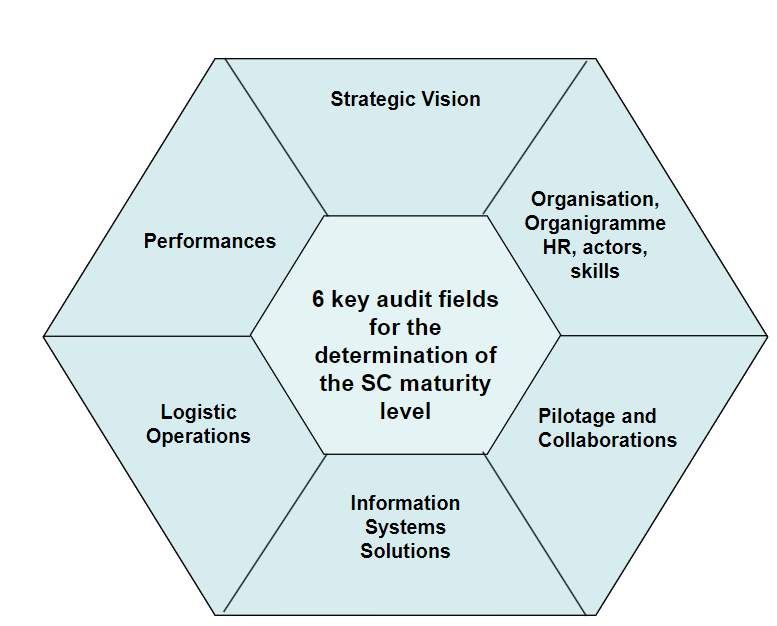 Strategic Vision
Organisation,
Organigramme
HR, actors,
skills
Performances
6 key audit fields
for the
determination of
the SC maturity
level
Logistic
Operations
Pilotage and
Collaborations
Information
Systems
Solutions